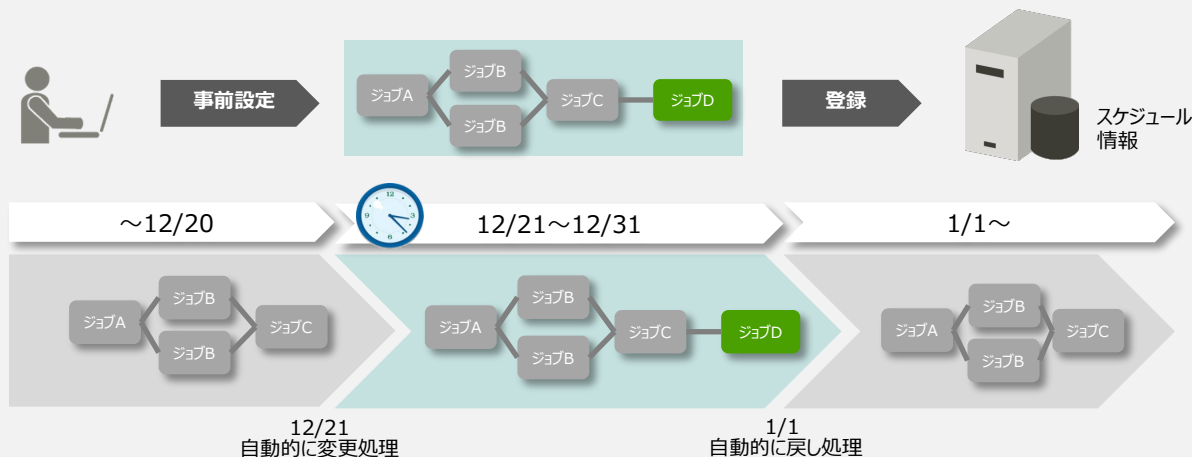 事前設定
ジョブA
ジョブB
ジョブB
ジョブC
ジョブD
登録
スケジュール
情報
～12/20
12
3
6
9
12/21～12/31
1/1～
ジョブA
ジョブB
ジョブB
ジョブC
ジョブA
ジョブB
ジョブB
ジョブC
ジョブD
ジョブA
ジョブB
ジョブB
ジョブC
12/21
自動的に変更処理
1/1
自動的に戻し処理